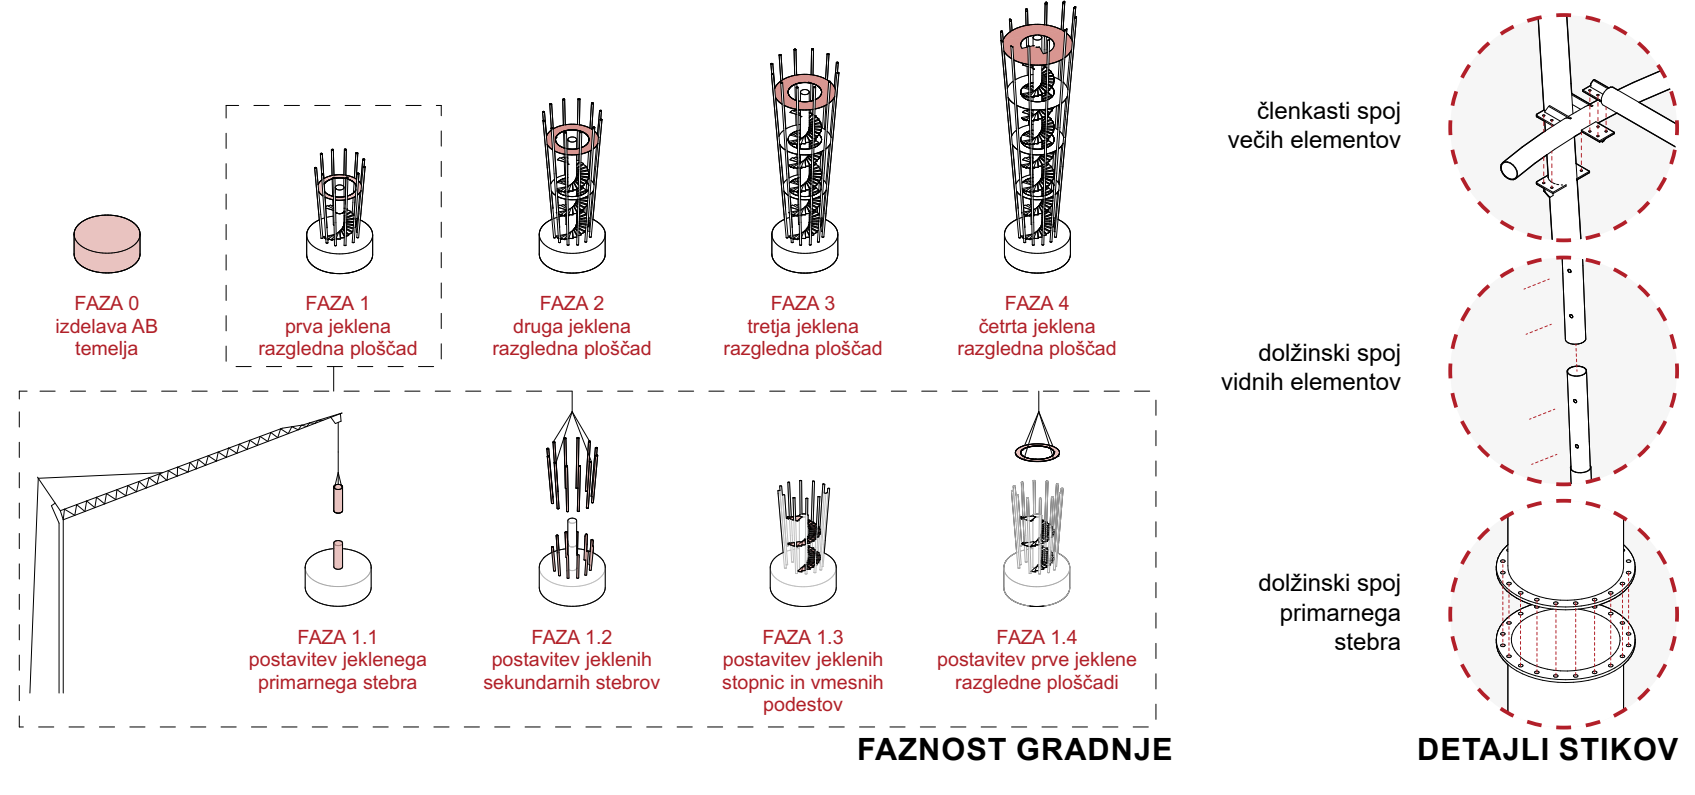 FAZA 0
izdelava AB
temelja
FAZA 1
prva jeklena
razgledna ploščad
FAZA 2
druga jeklena
razgledna ploščad
FAZA 3
tretja jeklena
razgledna ploščad
FAZA 4
četrta jeklena
razgledna ploščad
FAZA 1.1
postavitev jeklenega
primarnega stebra
FAZA 1.2
postavitev jeklenih
sekundarnih stebrov
FAZA 1.3
postavitev jeklenih
stopnic in vmesnih
podestov
FAZA 1.4
postavitev prve jeklene
razgledne ploščadi
FAZNOST GRADNJE
členkasti spoj
večih elementov
dolžinski spoj
vidnih elementov
dolžinski spoj
primarnega
stebra
DETAJLI STIKOV